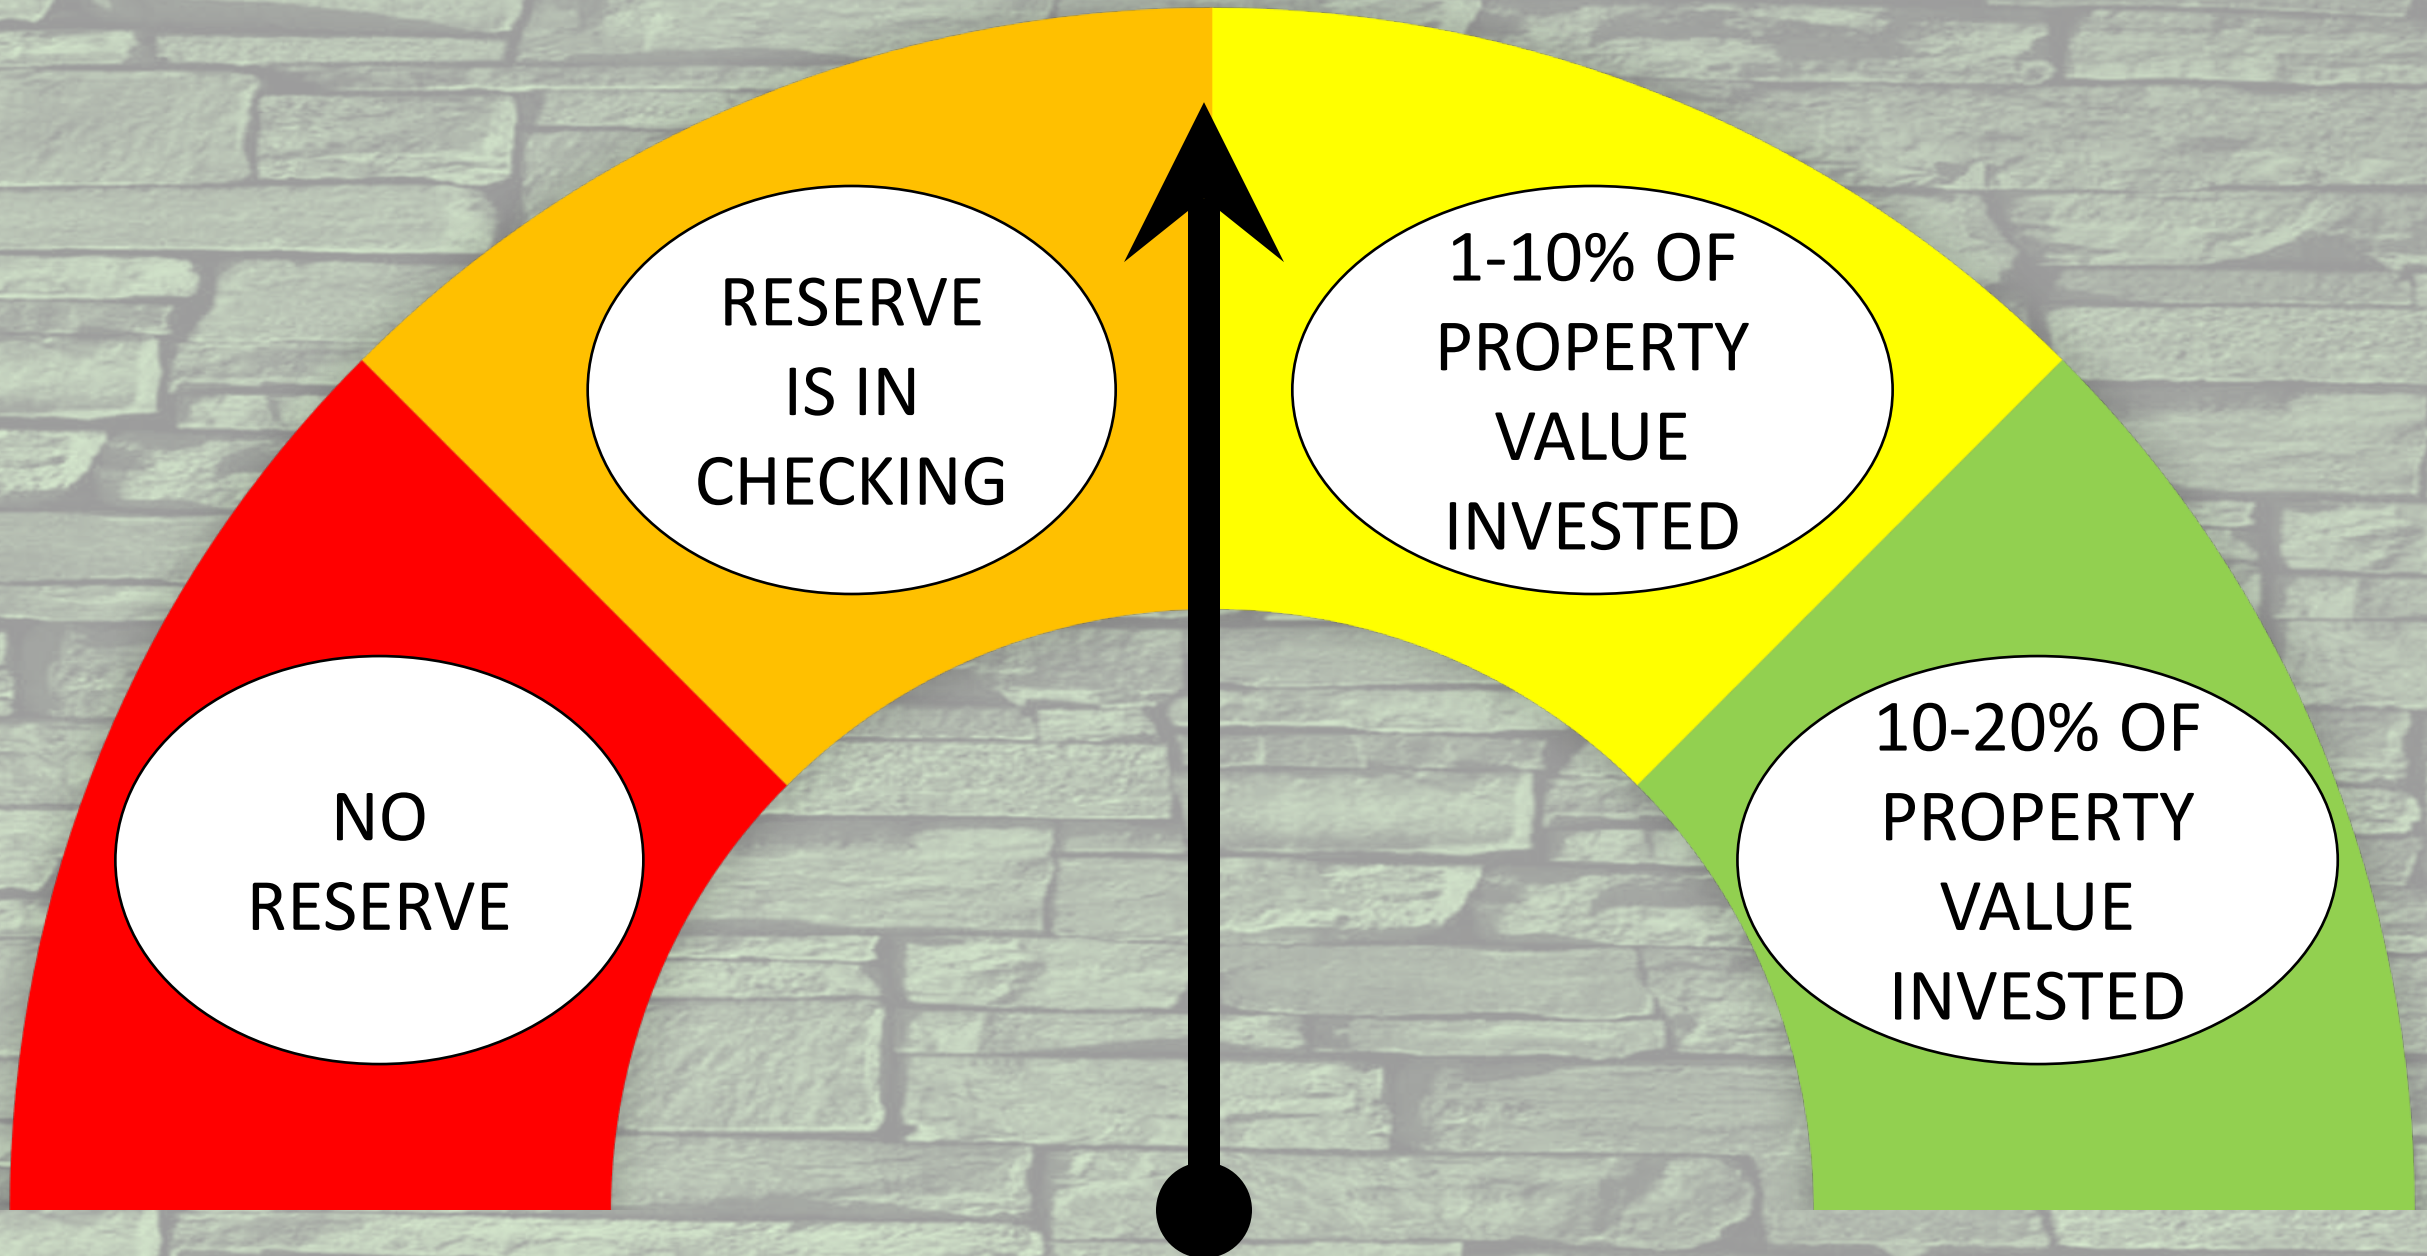 NO
RESERVE
RESERVE
IS IN
CHECKING
1-10% OF
PROPERTY
VALUE
INVESTED
10-20% OF
PROPERTY
VALUE
INVESTED